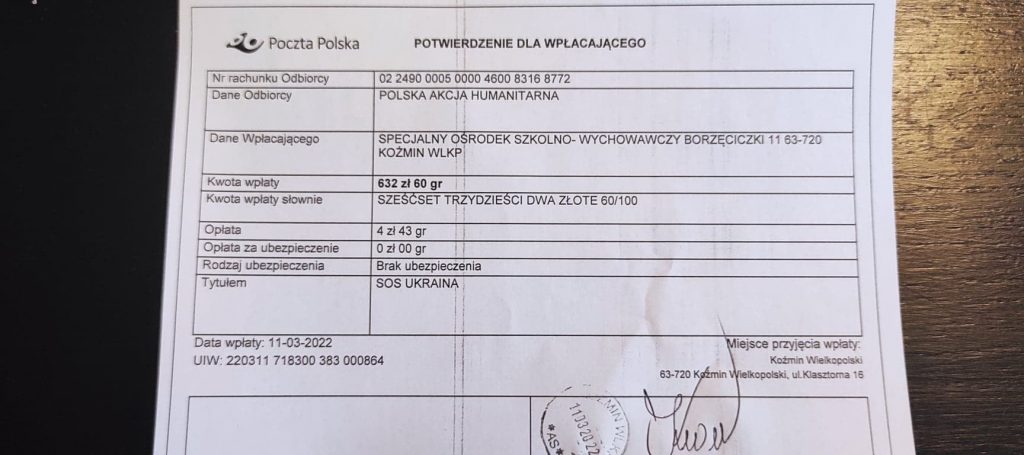 Poczta Polska
POTWIERDZENIE DLA WPŁACAJĄCEGO
Nr rachunku Odbiorcy 02 2490 0005 0000 4600 8316 8772
Dane Odbiorcy POLSKA AKCJA HUMANITARNA
Dane Wpłacającego SPECJALNY OŚRODEK SZKOLNO- WYCHOWAWCZY BORZĘCICZKI 11 63-720
KOŹMIN WLKP
Kwota wpłaty 632 zł 60 gr
Kwota wpłaty słownie SZEŚĆSET TRZYDZIEŚCI DWA ZŁOTE 60/100
Opłata 4 zł 43 gr
Opłata za ubezpieczenie 0 zł 00 gr
Rodzaj ubezpieczenia Brak ubezpieczenia
Tytułem SOS UKRAINA
Data wpłaty: 11-03-2022 Miejsce przyjęcia wpłaty:
UIW: 220311 718300 383 000864 Koźmin Wielkopolski
63-720 Koźmin Wielkopolski, ul.Klasztorna 16